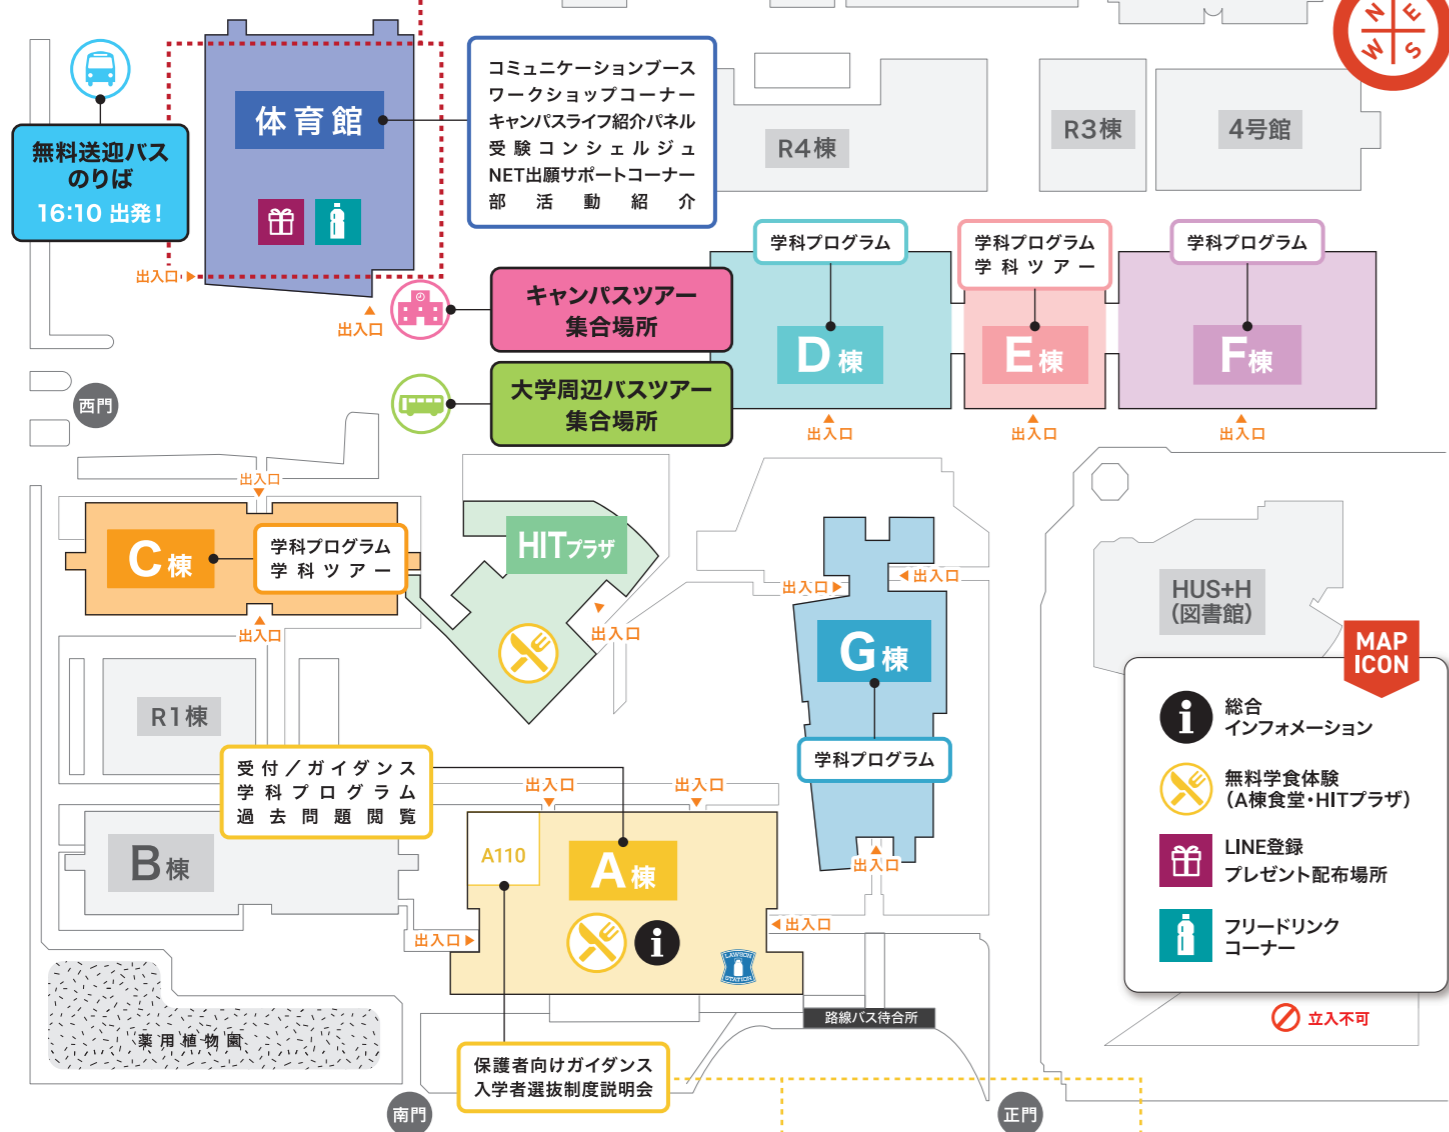 N
E
W
S
無料送迎バス
のりば
16:10 出発！
体育館
コミュニケーションブース
ワークショップコーナー
キャンパスライフ紹介パネル
受験コンシェルジュ
NET出願サポートコーナー
部活動紹介
R4棟
R3棟
4号館
出入口
出入口
キャンパスツアー
集合場所
大学周辺バスツアー
集合場所
学科プログラム
D棟
出入口
学科プログラム
学科ツアー
E棟
出入口
学科プログラム
F棟
出入口
西門
出入口
C棟
学科プログラム
学科ツアー
出入口
HITプラザ
出入口
出入口
出入口
G棟
学科プログラム
出入口
HUS+H
(図書館)
R1棟
受付／ガイダンス
学科プログラム
過去問題閲覧
B棟
出入口
出入口
A110
A棟
出入口
出入口
LAWSON
STATION
路線バス待合所
薬用植物園
保護者向けガイダンス
入学者選抜制度説明会
南門
正門
MAP
ICON
総合
インフォメーション
無料学食体験
（A棟食堂・HITプラザ）
LINE登録
プレゼント配布場所
フリードリンク
コーナー
立入不可